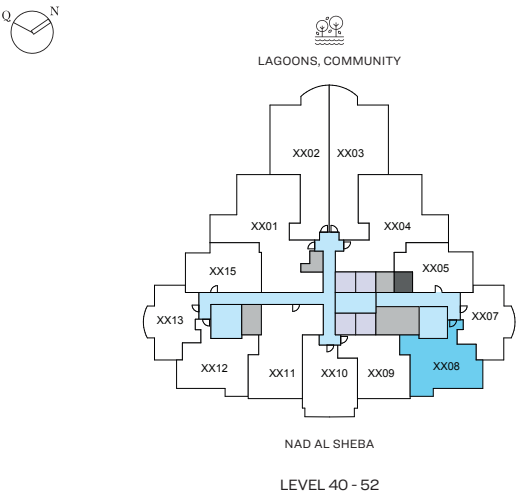 Q N
LAGOONS, COMMUNITY
XX02 XX03
XX01 XX04
XX15 XX05
XX13 XX07
XX12 XX11 XX10 XX09 XX08
NAD AL SHEBA
LEVEL 40 - 52